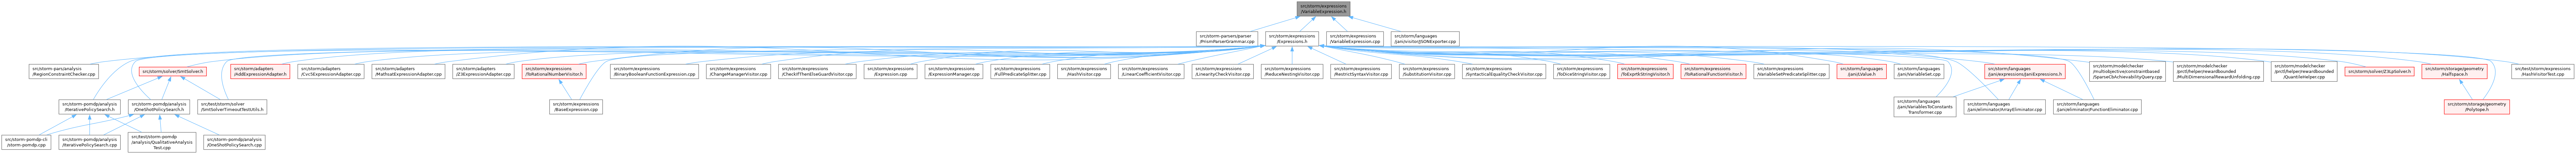 src/storm/expressions
/VariableExpression.h
src/storm-parsers/parser
/PrismParserGrammar.cpp
src/storm/expressions
/Expressions.h
src/storm/expressions
/VariableExpression.cpp
src/storm/languages
/jani/visitor/JSONExporter.cpp
src/storm-pars/analysis
/RegionConstraintChecker.cpp
src/storm/solver/SmtSolver.h
src/storm/adapters
/AddExpressionAdapter.h
src/storm/adapters
/Cvc5ExpressionAdapter.cpp
src/storm/adapters
/MathsatExpressionAdapter.cpp
src/storm/adapters
/Z3ExpressionAdapter.cpp
src/storm/expressions
/ToRationalNumberVisitor.h
src/storm/expressions
/BinaryBooleanFunctionExpression.cpp
src/storm/expressions
/ChangeManagerVisitor.cpp
src/storm/expressions
/CheckIfThenElseGuardVisitor.cpp
src/storm/expressions
/Expression.cpp
src/storm/expressions
/ExpressionManager.cpp
src/storm/expressions
/FullPredicateSplitter.cpp
src/storm/expressions
/HashVisitor.cpp
src/storm/expressions
/LinearCoefficientVisitor.cpp
src/storm/expressions
/LinearityCheckVisitor.cpp
src/storm/expressions
/ReduceNestingVisitor.cpp
src/storm/expressions
/RestrictSyntaxVisitor.cpp
src/storm/expressions
/SubstitutionVisitor.cpp
src/storm/expressions
/SyntacticalEqualityCheckVisitor.cpp
src/storm/expressions
/ToDiceStringVisitor.cpp
src/storm/expressions
/ToExprtkStringVisitor.h
src/storm/expressions
/ToRationalFunctionVisitor.h
src/storm/expressions
/VariableSetPredicateSplitter.cpp
src/storm/languages
/jani/LValue.h
src/storm/languages
/jani/VariableSet.cpp
src/storm/languages
/jani/expressions/JaniExpressions.h
src/storm/modelchecker
/multiobjective/constraintBased
/SparseCbAchievabilityQuery.cpp
src/storm/modelchecker
/prctl/helper/rewardbounded
/MultiDimensionalRewardUnfolding.cpp
src/storm/modelchecker
/prctl/helper/rewardbounded
/QuantileHelper.cpp
src/storm/solver/Z3LpSolver.h
src/storm/storage/geometry
/Halfspace.h
src/test/storm/expressions
/HashVisitorTest.cpp
src/storm-pomdp/analysis
/IterativePolicySearch.h
src/storm-pomdp/analysis
/OneShotPolicySearch.h
src/test/storm/solver
/SmtSolverTimeoutTestUtils.h
src/storm/expressions
/BaseExpression.cpp
src/storm/languages
/jani/VariablesToConstants
Transformer.cpp
src/storm/languages
/jani/eliminator/ArrayEliminator.cpp
src/storm/languages
/jani/eliminator/FunctionEliminator.cpp
src/storm/storage/geometry
/Polytope.h
src/storm-pomdp-cli
/storm-pomdp.cpp
src/storm-pomdp/analysis
/IterativePolicySearch.cpp
src/test/storm-pomdp
/analysis/QualitativeAnalysis
Test.cpp
src/storm-pomdp/analysis
/OneShotPolicySearch.cpp